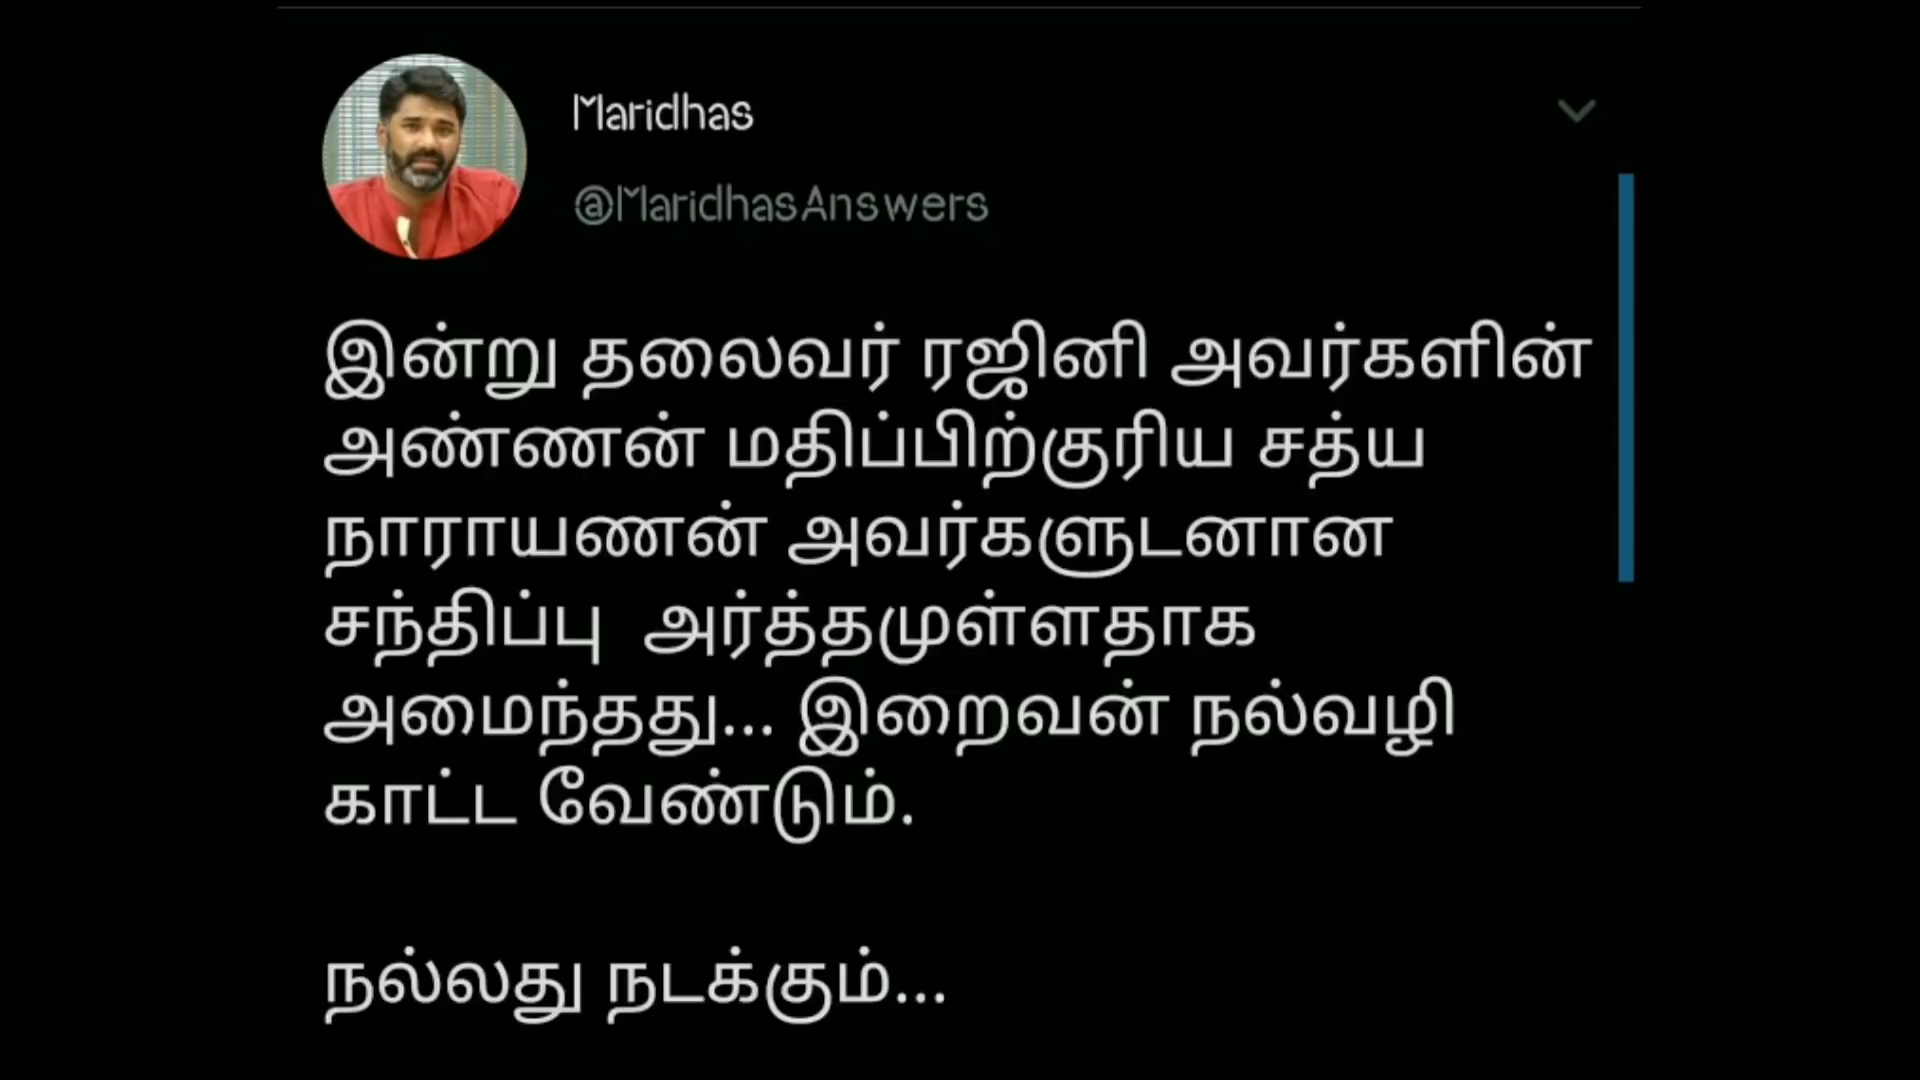 Maridhas
@MaridhasAnswers
இன்று தலைவர் ரஜினி அவர்களின்
அண்ணன் மதிப்பிற்குரிய சத்ய
நாராயணன் அவர்களுடனான
சந்திப்பு  அர்த்தமுள்ளதாக
அமைந்தது... இறைவன் நல்வழி
காட்ட வேண்டும்.
நல்லது நடக்கும்...